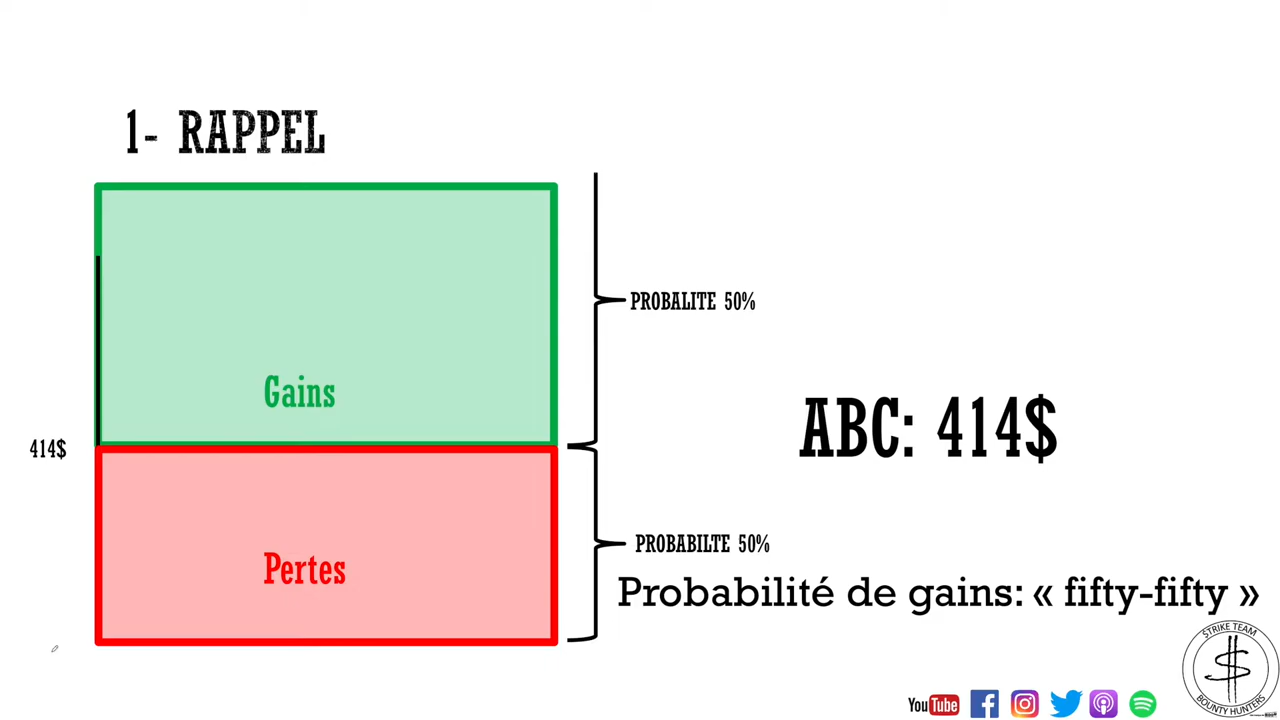 1- RAPPEL
PROBALITE 50%
Gains
ABC: 414$
414$
PROBABILTE 50%
Pertes
Probabilité de gains: « fifty-fifty »
STRIKE TEAM
BOUNTY HUNTERS
YouTube